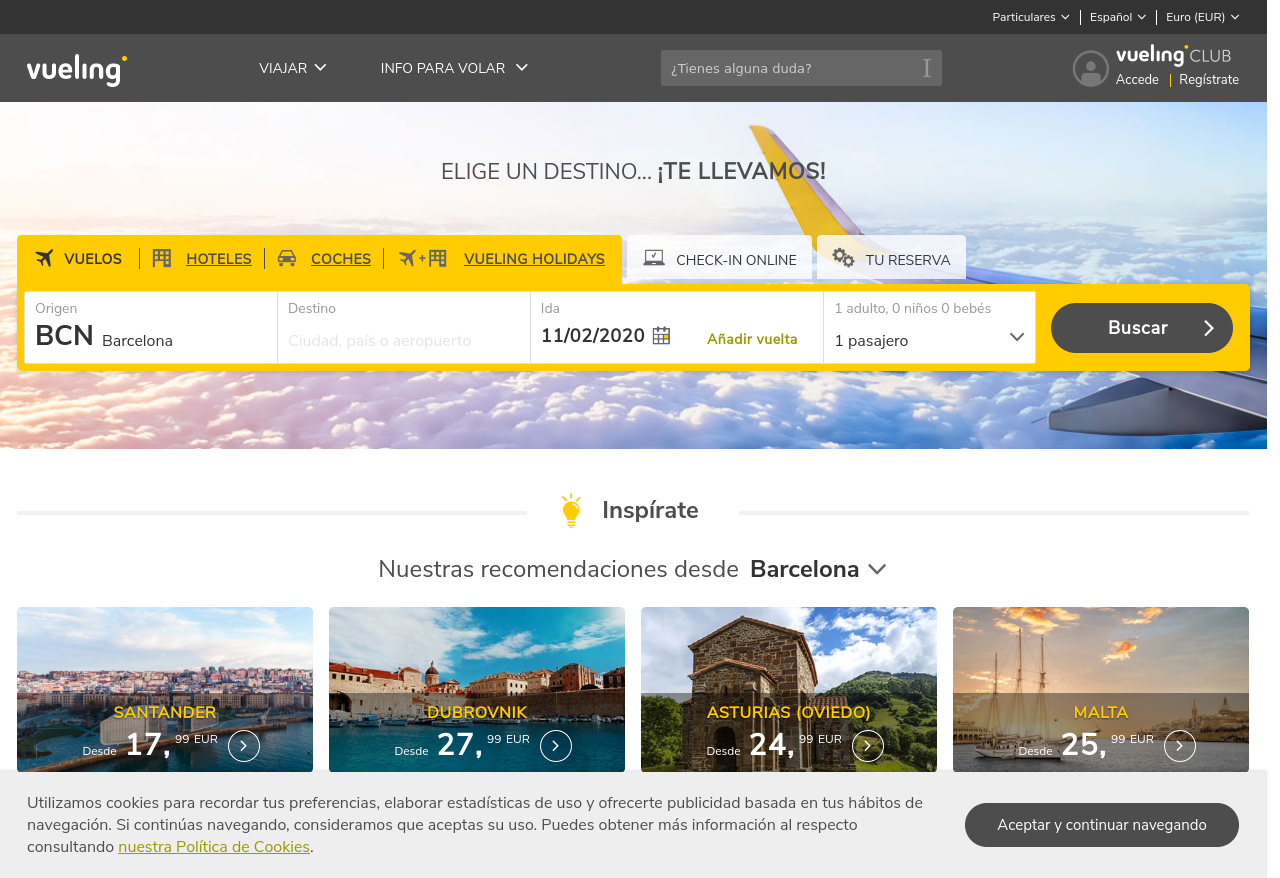 Particulares Español Euro (EUR)
vueling VIAJAR INFO PARA VOLAR ¿Tienes alguna duda? vueling CLUB
Accede Regístrate
ELIGE UN DESTINO... ¡TE LLEVAMOS!
VUELOS HOTELES COCHES + VUELING HOLIDAYS CHECK-IN ONLINE TU RESERVA
Origen Destino Ida 1 adulto, 0 niños 0 bebés
BCN Barcelona Ciudad, país o aeropuerto 11/02/2020 Añadir vuelta 1 pasajero Buscar
Inspírate
Nuestras recomendaciones desde Barcelona
SANTANDER DUBROVNIK ASTURIAS (OVIEDO) MALTA
Desde 17,99 EUR Desde 27,99 EUR Desde 24,99 EUR Desde 25,99 EUR
Utilizamos cookies para recordar tus preferencias, elaborar estadísticas de uso y ofrecerte publicidad basada en tus hábitos de
navegación. Si continúas navegando, consideramos que aceptas su uso. Puedes obtener más información al respecto
consultando nuestra Política de Cookies.
Aceptar y continuar navegando